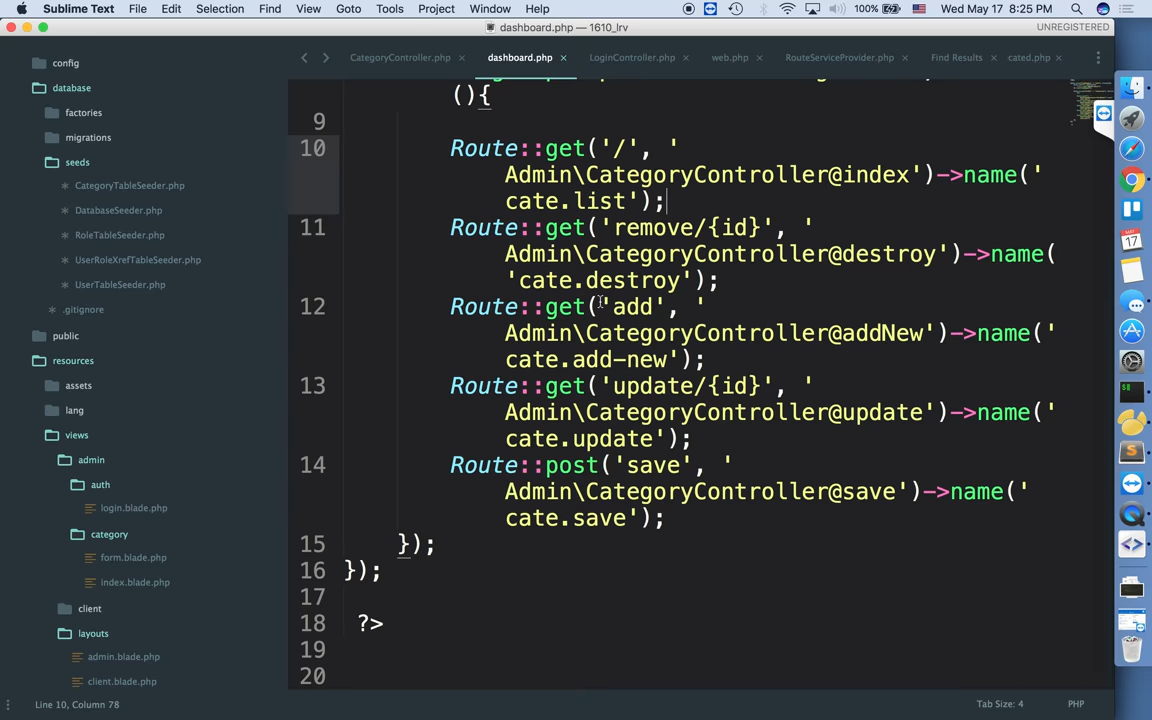 Sublime Text File Edit Selection Find View Goto Tools Project Window Help 100% Wed May 17 8:25 PM
dashboard.php — 1610_lrv UNREGISTERED
CategoryController.php × dashboard.php × LoginController.php × web.php × RouteServiceProvider.php × Find Results × cated.php ×
config
database
factories
migrations
seeds
CategoryTableSeeder.php
DatabaseSeeder.php
RoleTableSeeder.php
UserRoleXrefTableSeeder.php
UserTableSeeder.php
.gitignore
public
resources
assets
lang
views
admin
auth
login.blade.php
category
form.blade.php
index.blade.php
client
layouts
admin.blade.php
client.blade.php
(){
9
10 Route::get('/', '
Admin\CategoryController@index')->name('
cate.list');
11 Route::get('remove/{id}', '
Admin\CategoryController@destroy')->name(
'cate.destroy');
12 Route::get('add', '
Admin\CategoryController@addNew')->name('
cate.add-new');
13 Route::get('update/{id}', '
Admin\CategoryController@update')->name('
cate.update');
14 Route::post('save', '
Admin\CategoryController@save')->name('
cate.save');
15 });
16 });
17
18 ?>
19
20
MAY
17
Line 10, Column 78 Tab Size: 4 PHP